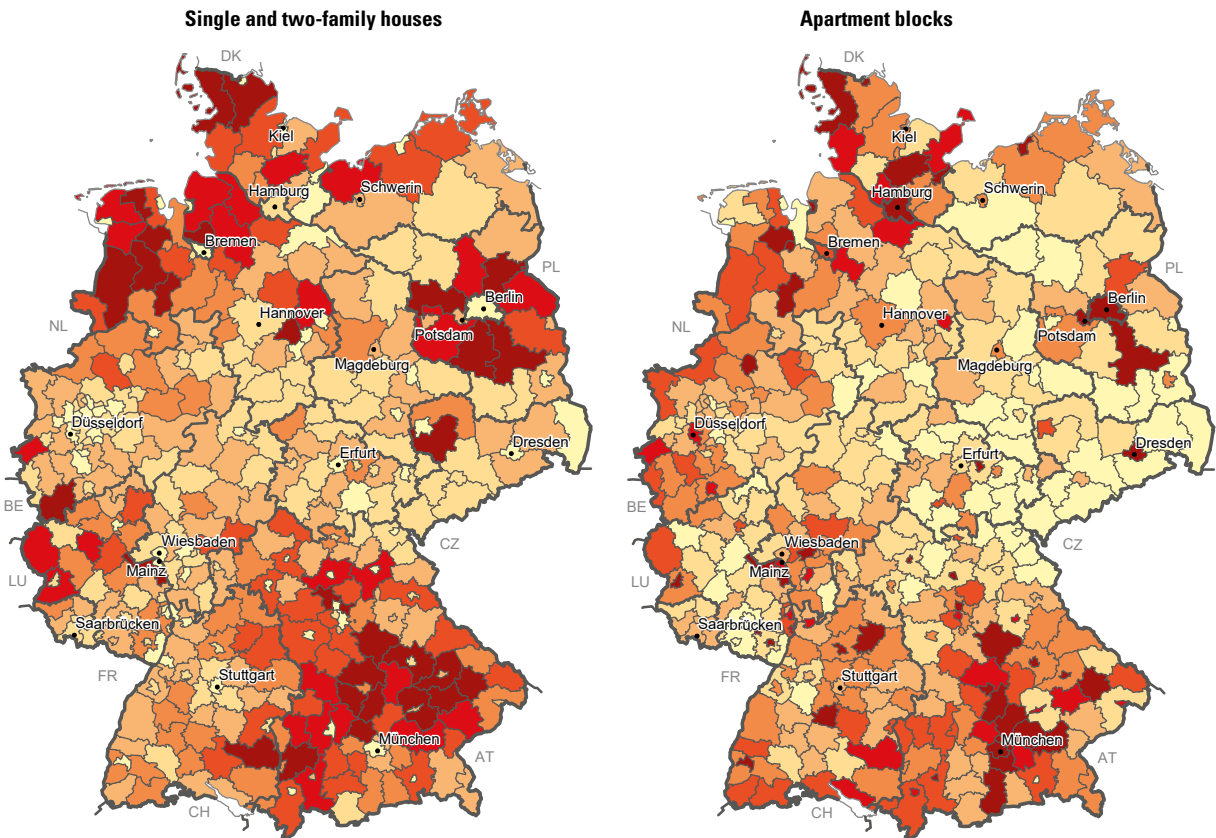 Single and two-family houses
DK
Kiel
Hamburg
Schwerin
Bremen
PL
Berlin
Hannover
Potsdam
NL
Magdeburg
Düsseldorf
Dresden
Erfurt
BE
Wiesbaden
CZ
Mainz
LU
Saarbrücken
FR
Stuttgart
München
AT
CH
Apartment blocks
DK
Kiel
Hamburg
Schwerin
Bremen
PL
Berlin
Hannover
Potsdam
NL
Magdeburg
Düsseldorf
Dresden
Erfurt
BE
Wiesbaden
CZ
Mainz
LU
Saarbrücken
FR
Stuttgart
München
AT
CH